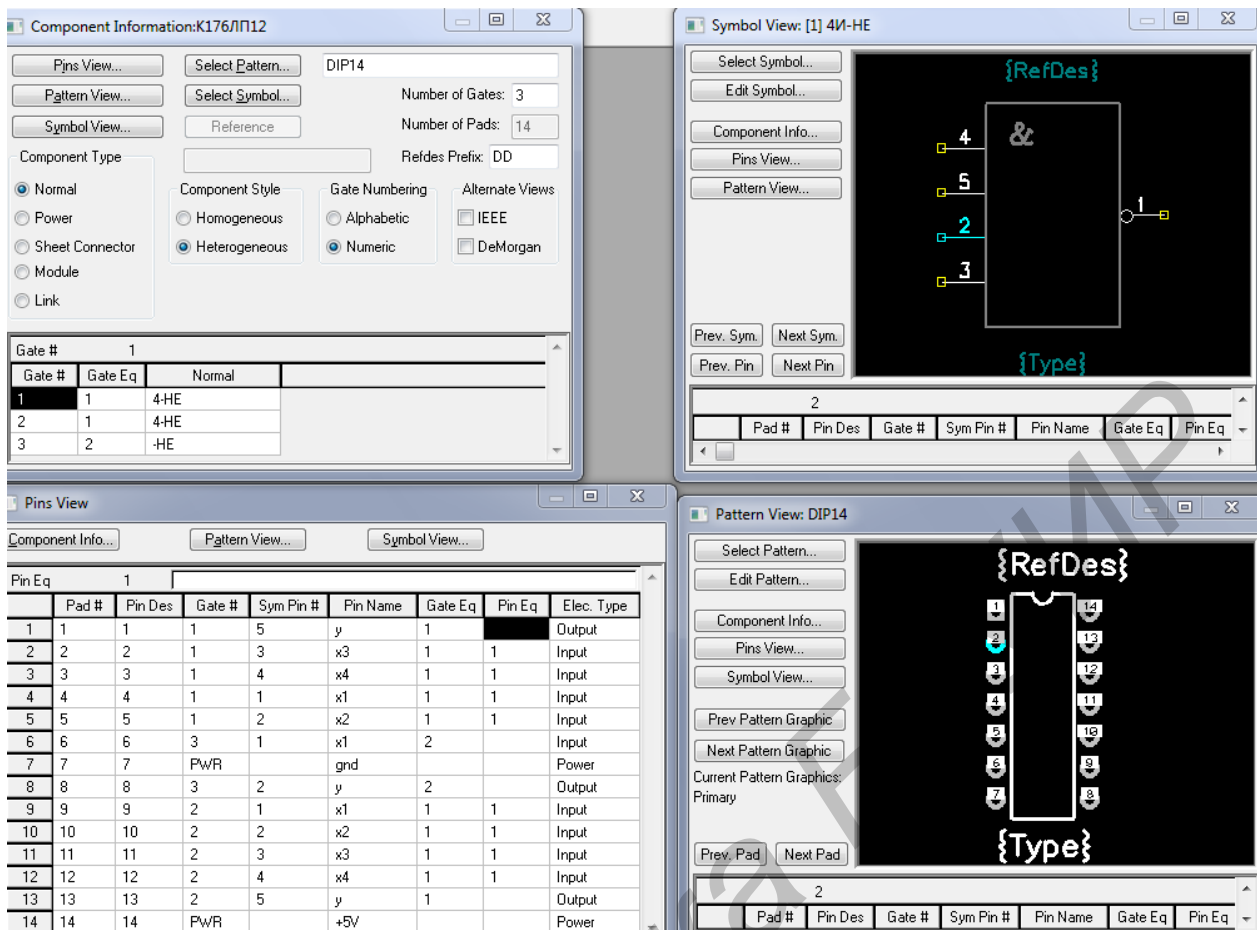 Component Information:К176ЛП12
Pins View...
Select Pattern...
DIP14
Pattern View...
Select Symbol...
Number of Gates: 3
Symbol View...
Reference
Number of Pads: 14
Component Type
Refdes Prefix: DD
Normal
Component Style
Gate Numbering
Alternate Views
Power
Homogeneous
Alphabetic
IEEE
Sheet Connector
Heterogeneous
Numeric
DeMorgan
Module
Link
Gate # 1
Gate # Gate Eq Normal
1 1 4-НЕ
2 1 4-НЕ
3 2 -НЕ
Symbol View: [1] 4И-НЕ
Select Symbol...
Edit Symbol...
Component Info...
Pins View...
Pattern View...
Prev. Sym. Next Sym.
Prev. Pin Next Pin
{RefDes}
&
4
5
1
2
3
{Type}
2
Pad # Pin Des Gate # Sym Pin # Pin Name Gate Eq Pin Eq
Pins View
Component Info... Pattern View... Symbol View...
Pin Eq 1
Pad # Pin Des Gate # Sym Pin # Pin Name Gate Eq Pin Eq Elec. Type
1 1 1 1 5 y 1 Output
2 2 2 1 3 x3 1 1 Input
3 3 3 1 4 x4 1 1 Input
4 4 4 1 1 x1 1 1 Input
5 5 5 1 2 x2 1 1 Input
6 6 6 3 1 x1 2 Input
7 7 7 PWR gnd Power
8 8 8 3 2 y 2 Output
9 9 9 2 1 x1 1 1 Input
10 10 10 2 2 x2 1 1 Input
11 11 11 2 3 x3 1 1 Input
12 12 12 2 4 x4 1 1 Input
13 13 13 2 5 y 1 Output
14 14 14 PWR +5V Power
Pattern View: DIP14
Select Pattern...
Edit Pattern...
Component Info...
Pins View...
Symbol View...
Prev Pattern Graphic
Next Pattern Graphic
Current Pattern Graphics:
Primary
Prev. Pad Next Pad
{RefDes}
1 14
2 13
3 12
4 11
5 10
6 9
7 8
{Type}
2
Pad # Pin Des Gate # Sym Pin # Pin Name Gate Eq Pin Eq